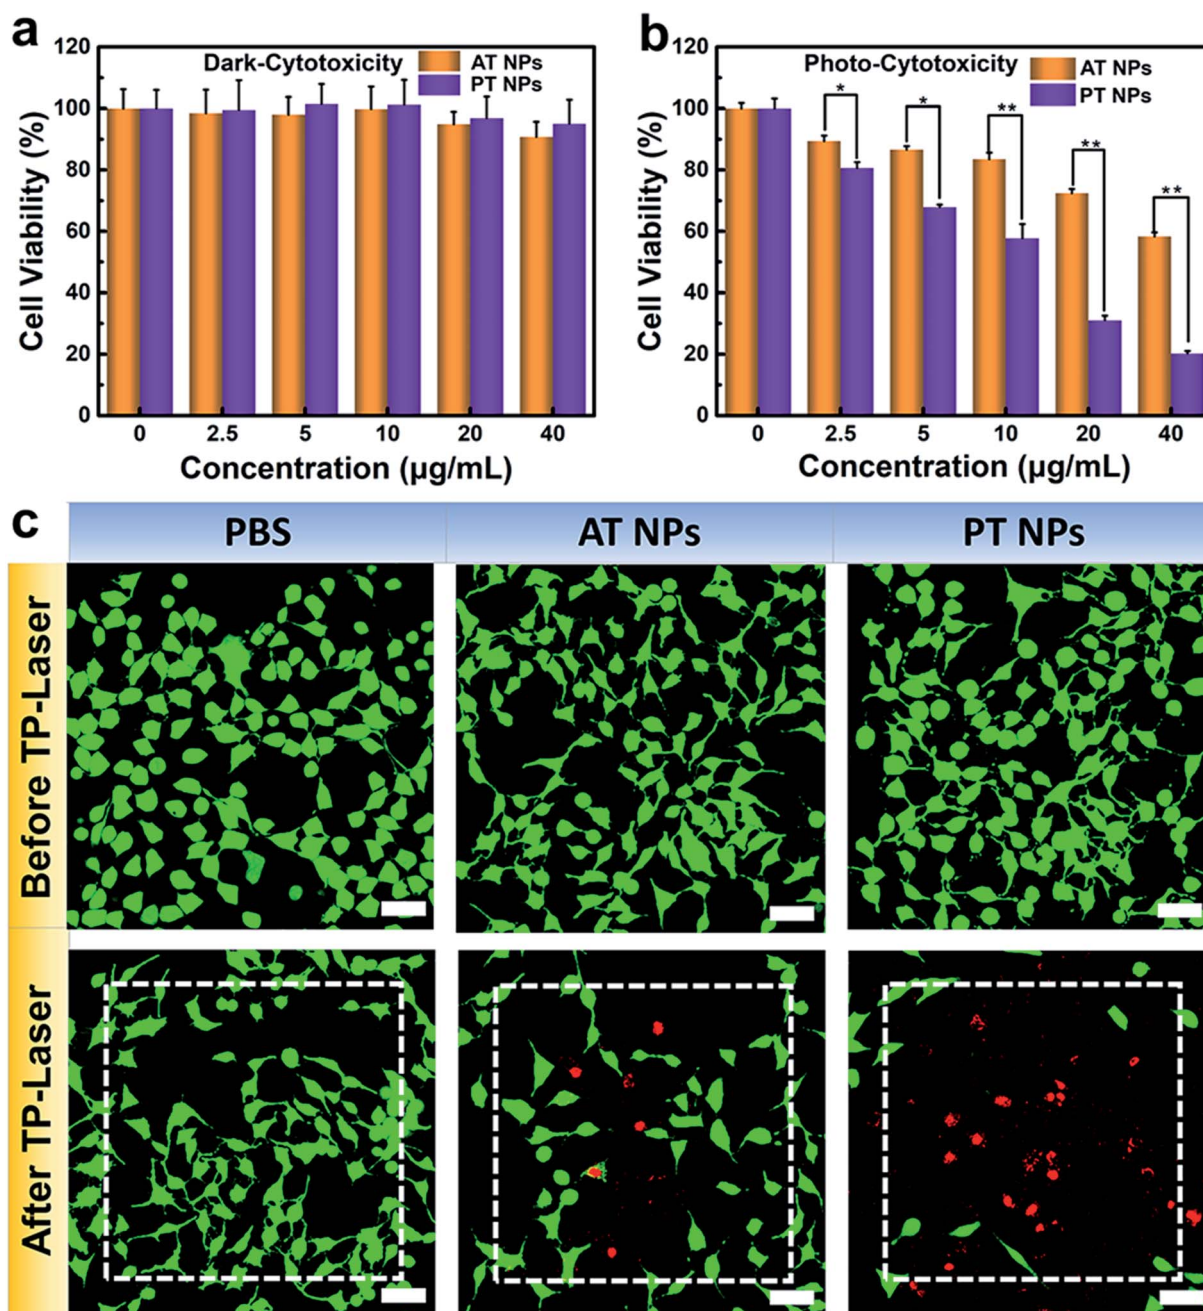 a
Dark-Cytotoxicity
AT NPs
PT NPs
120
100
80
60
40
20
0
Cell Viability (%)
0 2.5 5 10 20 40
Concentration (μg/mL)
b
Photo-Cytotoxicity
AT NPs
PT NPs
120
100
80
60
40
20
0
Cell Viability (%)
* * ** ** **
0 2.5 5 10 20 40
Concentration (μg/mL)
c
PBS AT NPs PT NPs
Before TP-Laser
After TP-Laser